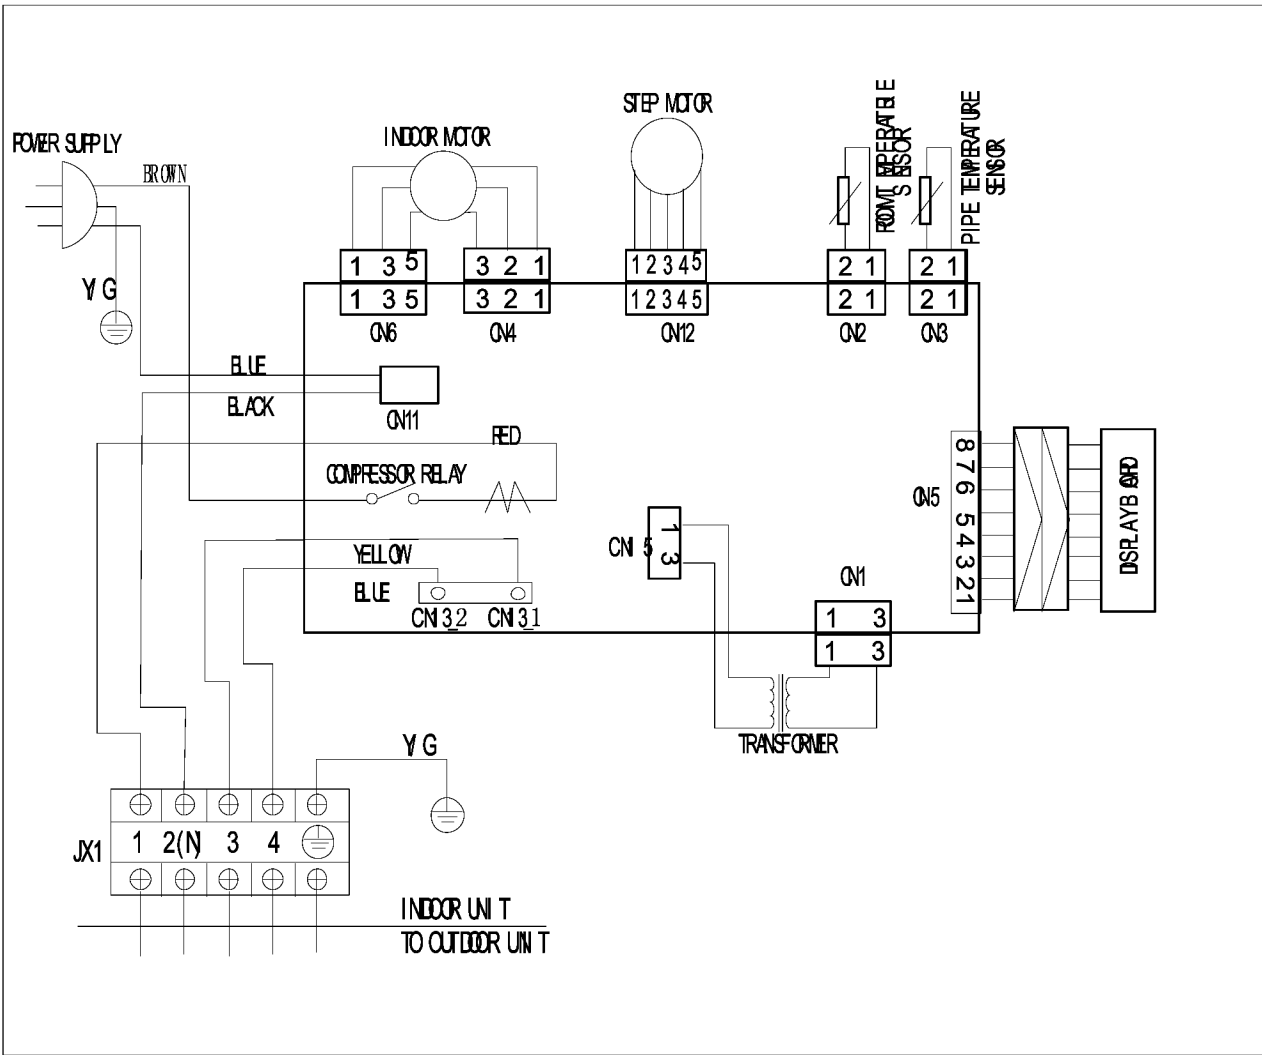 STEP MOTOR
INDOOR MOTOR
POWER SUPPLY
BROWN
ROOM TEMPERATURE
SENSOR
PIPE TEMPERATURE
SENSOR
1 3 5
3 2 1
1 2 3 4 5
2 1
2 1
Y/G
1 3 5
3 2 1
1 2 3 4 5
2 1
2 1
CN6
CN4
CN12
CN2
CN3
BLUE
BLACK
CN11
RED
COMPRESSOR RELAY
8 7 6 5 4 3 2 1
CN5
DISPLAY BOARD
CN15
1 3
YELLOW
BLUE
CN13_2
CN13_1
CN1
1 3
1 3
TRANSFORMER
Y/G
JX1
1 2(N) 3 4
INDOOR UNIT
TO OUTDOOR UNIT